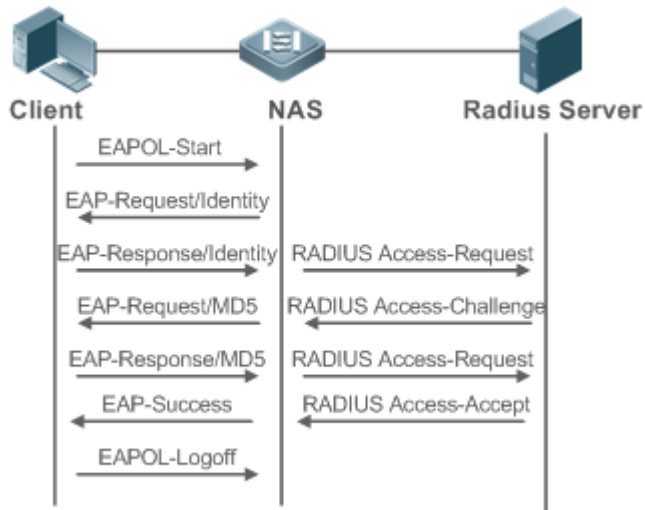 Client NAS Radius Server
EAPOL-Start
EAP-Request/Identity
EAP-Response/Identity RADIUS Access-Request
EAP-Request/MD5 RADIUS Access-Challenge
EAP-Response/MD5 RADIUS Access-Request
EAP-Success RADIUS Access-Accept
EAPOL-Logoff